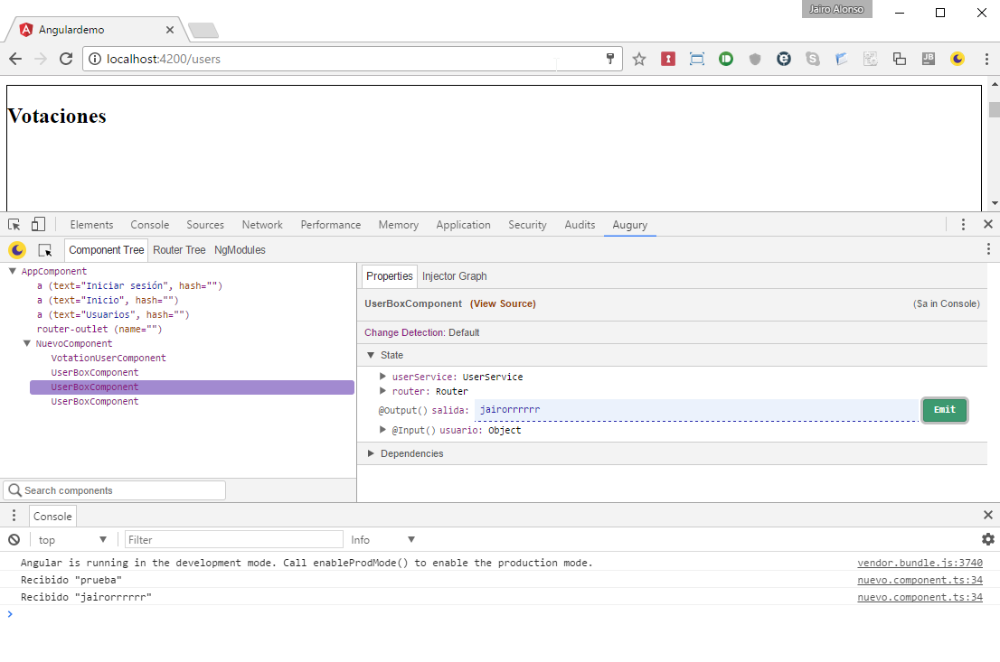 Jairo Alonso
Angulardemo
localhost:4200/users
JB
Votaciones
Elements Console Sources Network Performance Memory Application Security Audits Augury
Component Tree Router Tree NgModules
AppComponent
a (text="Iniciar sesión", hash="")
a (text="Inicio", hash="")
a (text="Usuarios", hash="")
router-outlet (name="")
NuevoComponent
VotationUserComponent
UserBoxComponent
UserBoxComponent
UserBoxComponent
Search components
Properties Injector Graph
UserBoxComponent (View Source) ($a in Console)
Change Detection: Default
State
userService: UserService
router: Router
@Output() salida: jairorrrrrr Emit
@Input() usuario: Object
Dependencies
Console
top Filter Info
Angular is running in the development mode. Call enableProdMode() to enable the production mode. vendor.bundle.js:3740
Recibido "prueba" nuevo.component.ts:34
Recibido "jairorrrrrr" nuevo.component.ts:34